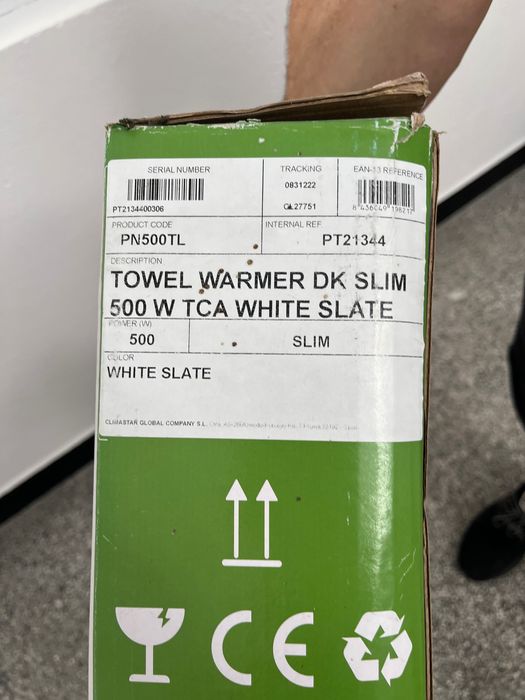 SERIAL NUMBER
PT2134400306
TRACKING
0831222
GL27751
EAN-13 REFERENCE
PRODUCT CODE
PN500TL
INTERNAL REF.
PT21344
DESCRIPTION
TOWEL WARMER DK SLIM
500 W TCA WHITE SLATE
POWER (W)
500
SLIM
COLOR
WHITE SLATE
CLIMASTAR GLOBAL COMPANY S.L.
CE